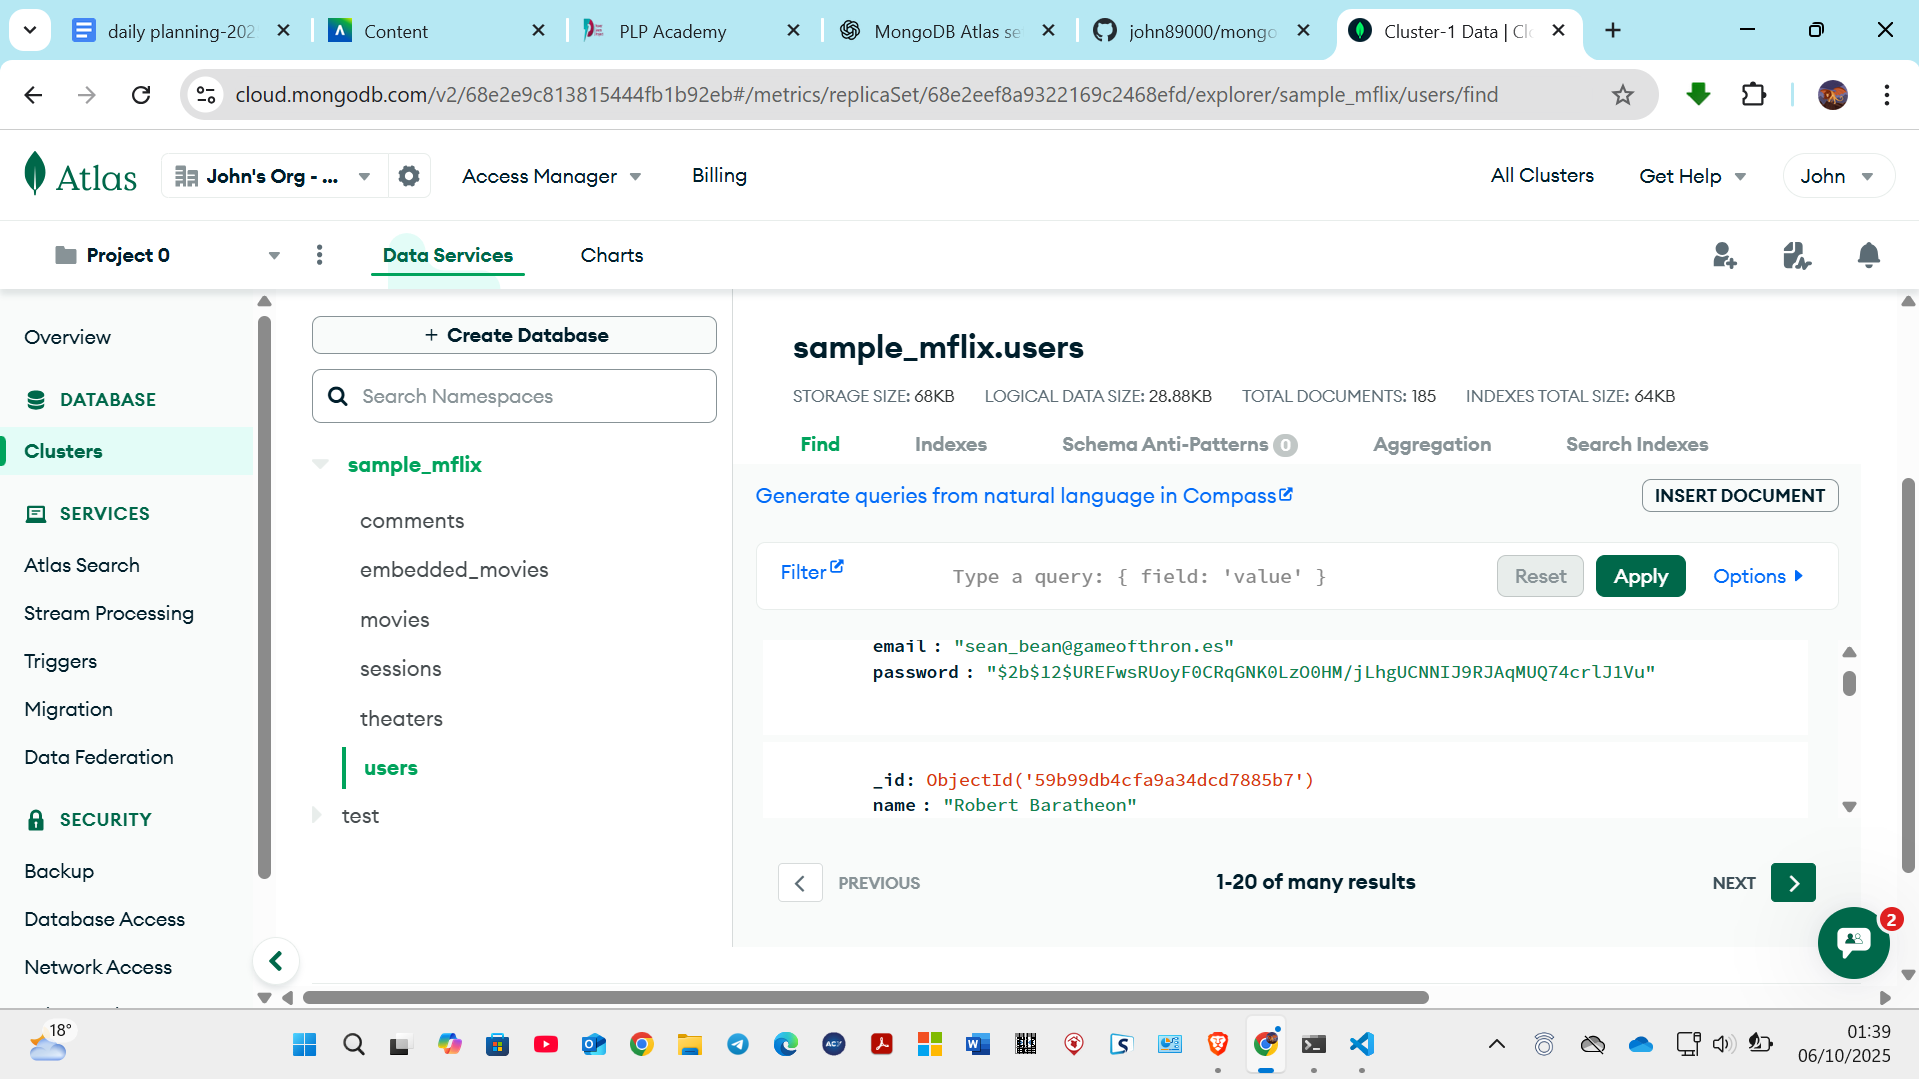 daily planning-202
Content
PLP Academy
MongoDB Atlas se
john89000/mongo
Cluster-1 Data | Cl
cloud.mongodb.com/v2/68e2e9c813815444fb1b92eb#/metrics/replicaSet/68e2eef8a9322169c2468efd/explorer/sample_mflix/users/find
Atlas
John's Org - ...
Access Manager
Billing
All Clusters
Get Help
John
Project 0
Data Services
Charts
Overview
DATABASE
Clusters
SERVICES
Atlas Search
Stream Processing
Triggers
Migration
Data Federation
SECURITY
Backup
Database Access
Network Access
+ Create Database
Search Namespaces
sample_mflix
comments
embedded_movies
movies
sessions
theaters
users
test
sample_mflix.users
STORAGE SIZE: 68KB LOGICAL DATA SIZE: 28.88KB TOTAL DOCUMENTS: 185 INDEXES TOTAL SIZE: 64KB
Find Indexes Schema Anti-Patterns 0 Aggregation Search Indexes
Generate queries from natural language in Compass
INSERT DOCUMENT
Filter
Type a query: { field: 'value' }
Reset
Apply
Options
email : "sean_bean@gameofthron.es"
password : "$2b$12$UREFwsRUoyF0CRqGNK0LzO0HM/jLhgUCNNIJ9RJAqMUQ74crlJ1Vu"
_id: ObjectId('59b99db4cfa9a34dcd7885b7')
name : "Robert Baratheon"
PREVIOUS
1-20 of many results
NEXT
2
18°
01:39
06/10/2025